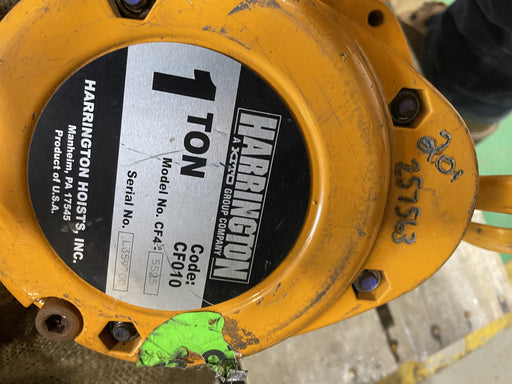 HARRINGTON
A KITO GROUP COMPANY
1 TON
Code:
CF010
Model No. CF4
Serial No.
HARRINGTON HOISTS, INC.
Manheim, PA 17545
Product of U.S.A.
20'
257563